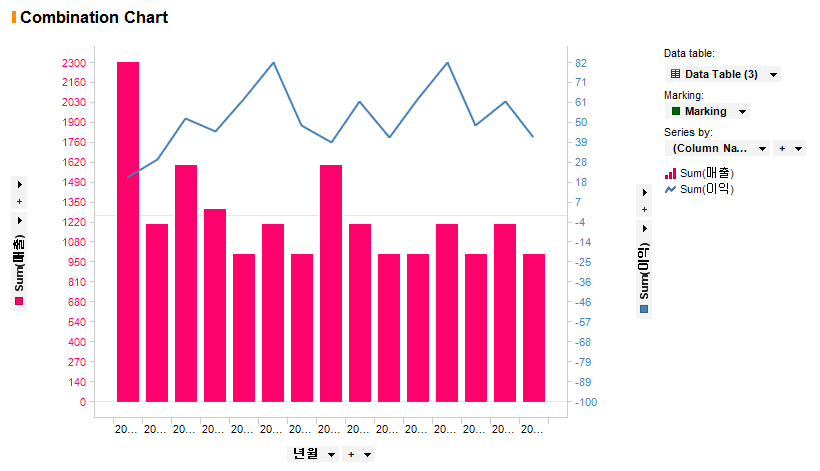 Combination Chart
Data table:
Data Table (3)
Marking:
Marking
Series by:
(Column Na... +
Sum(매출)
Sum(이익)
2300
2160
2030
1900
1760
1620
1490
1350
1220
1080
950
810
680
540
400
270
140
0
+
Sum(매출)
82
71
61
50
39
28
18
7
-4
-14
-25
-36
-46
-57
-68
-79
-89
-100
+
Sum(이익)
20... 20... 20... 20... 20... 20... 20... 20... 20... 20... 20... 20... 20... 20... 20...
년월 +